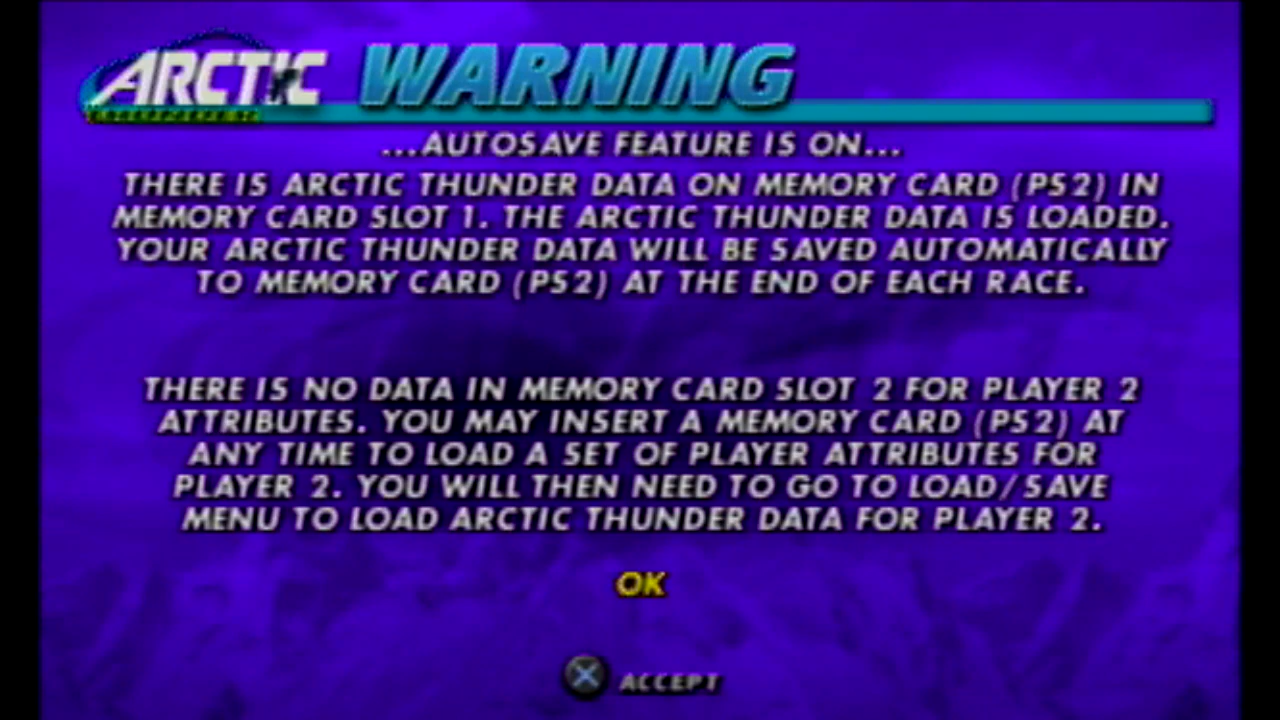 ARCTIC WARNING
THUNDER
...AUTOSAVE FEATURE IS ON...
THERE IS ARCTIC THUNDER DATA ON MEMORY CARD (PS2) IN
MEMORY CARD SLOT 1. THE ARCTIC THUNDER DATA IS LOADED.
YOUR ARCTIC THUNDER DATA WILL BE SAVED AUTOMATICALLY
TO MEMORY CARD (PS2) AT THE END OF EACH RACE.
THERE IS NO DATA IN MEMORY CARD SLOT 2 FOR PLAYER 2
ATTRIBUTES. YOU MAY INSERT A MEMORY CARD (PS2) AT
ANY TIME TO LOAD A SET OF PLAYER ATTRIBUTES FOR
PLAYER 2. YOU WILL THEN NEED TO GO TO LOAD/SAVE
MENU TO LOAD ARCTIC THUNDER DATA FOR PLAYER 2.
OK
ACCEPT